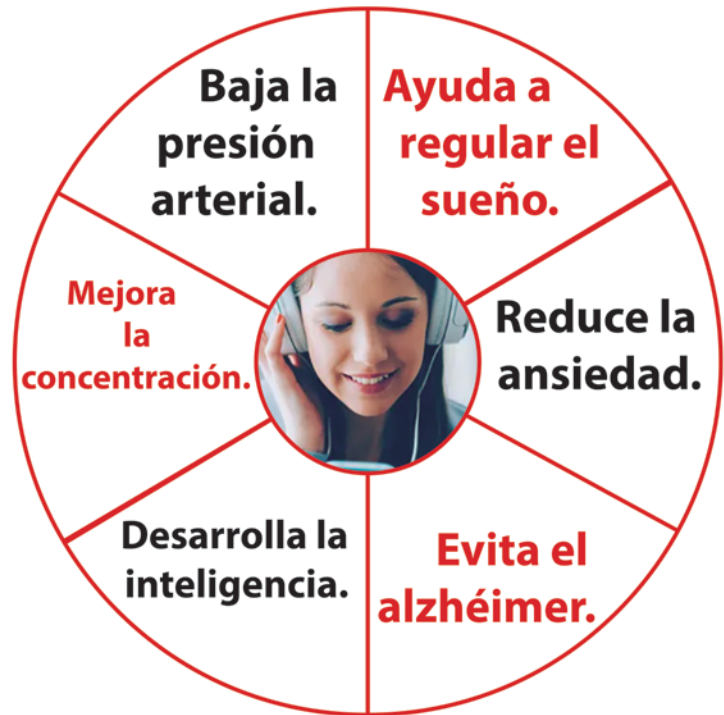 Baja la
presión
arterial.
Ayuda a
regular el
sueño.
Reduce la
ansiedad.
Evita el
alzhéimer.
Desarrolla la
inteligencia.
Mejora
la
concentración.